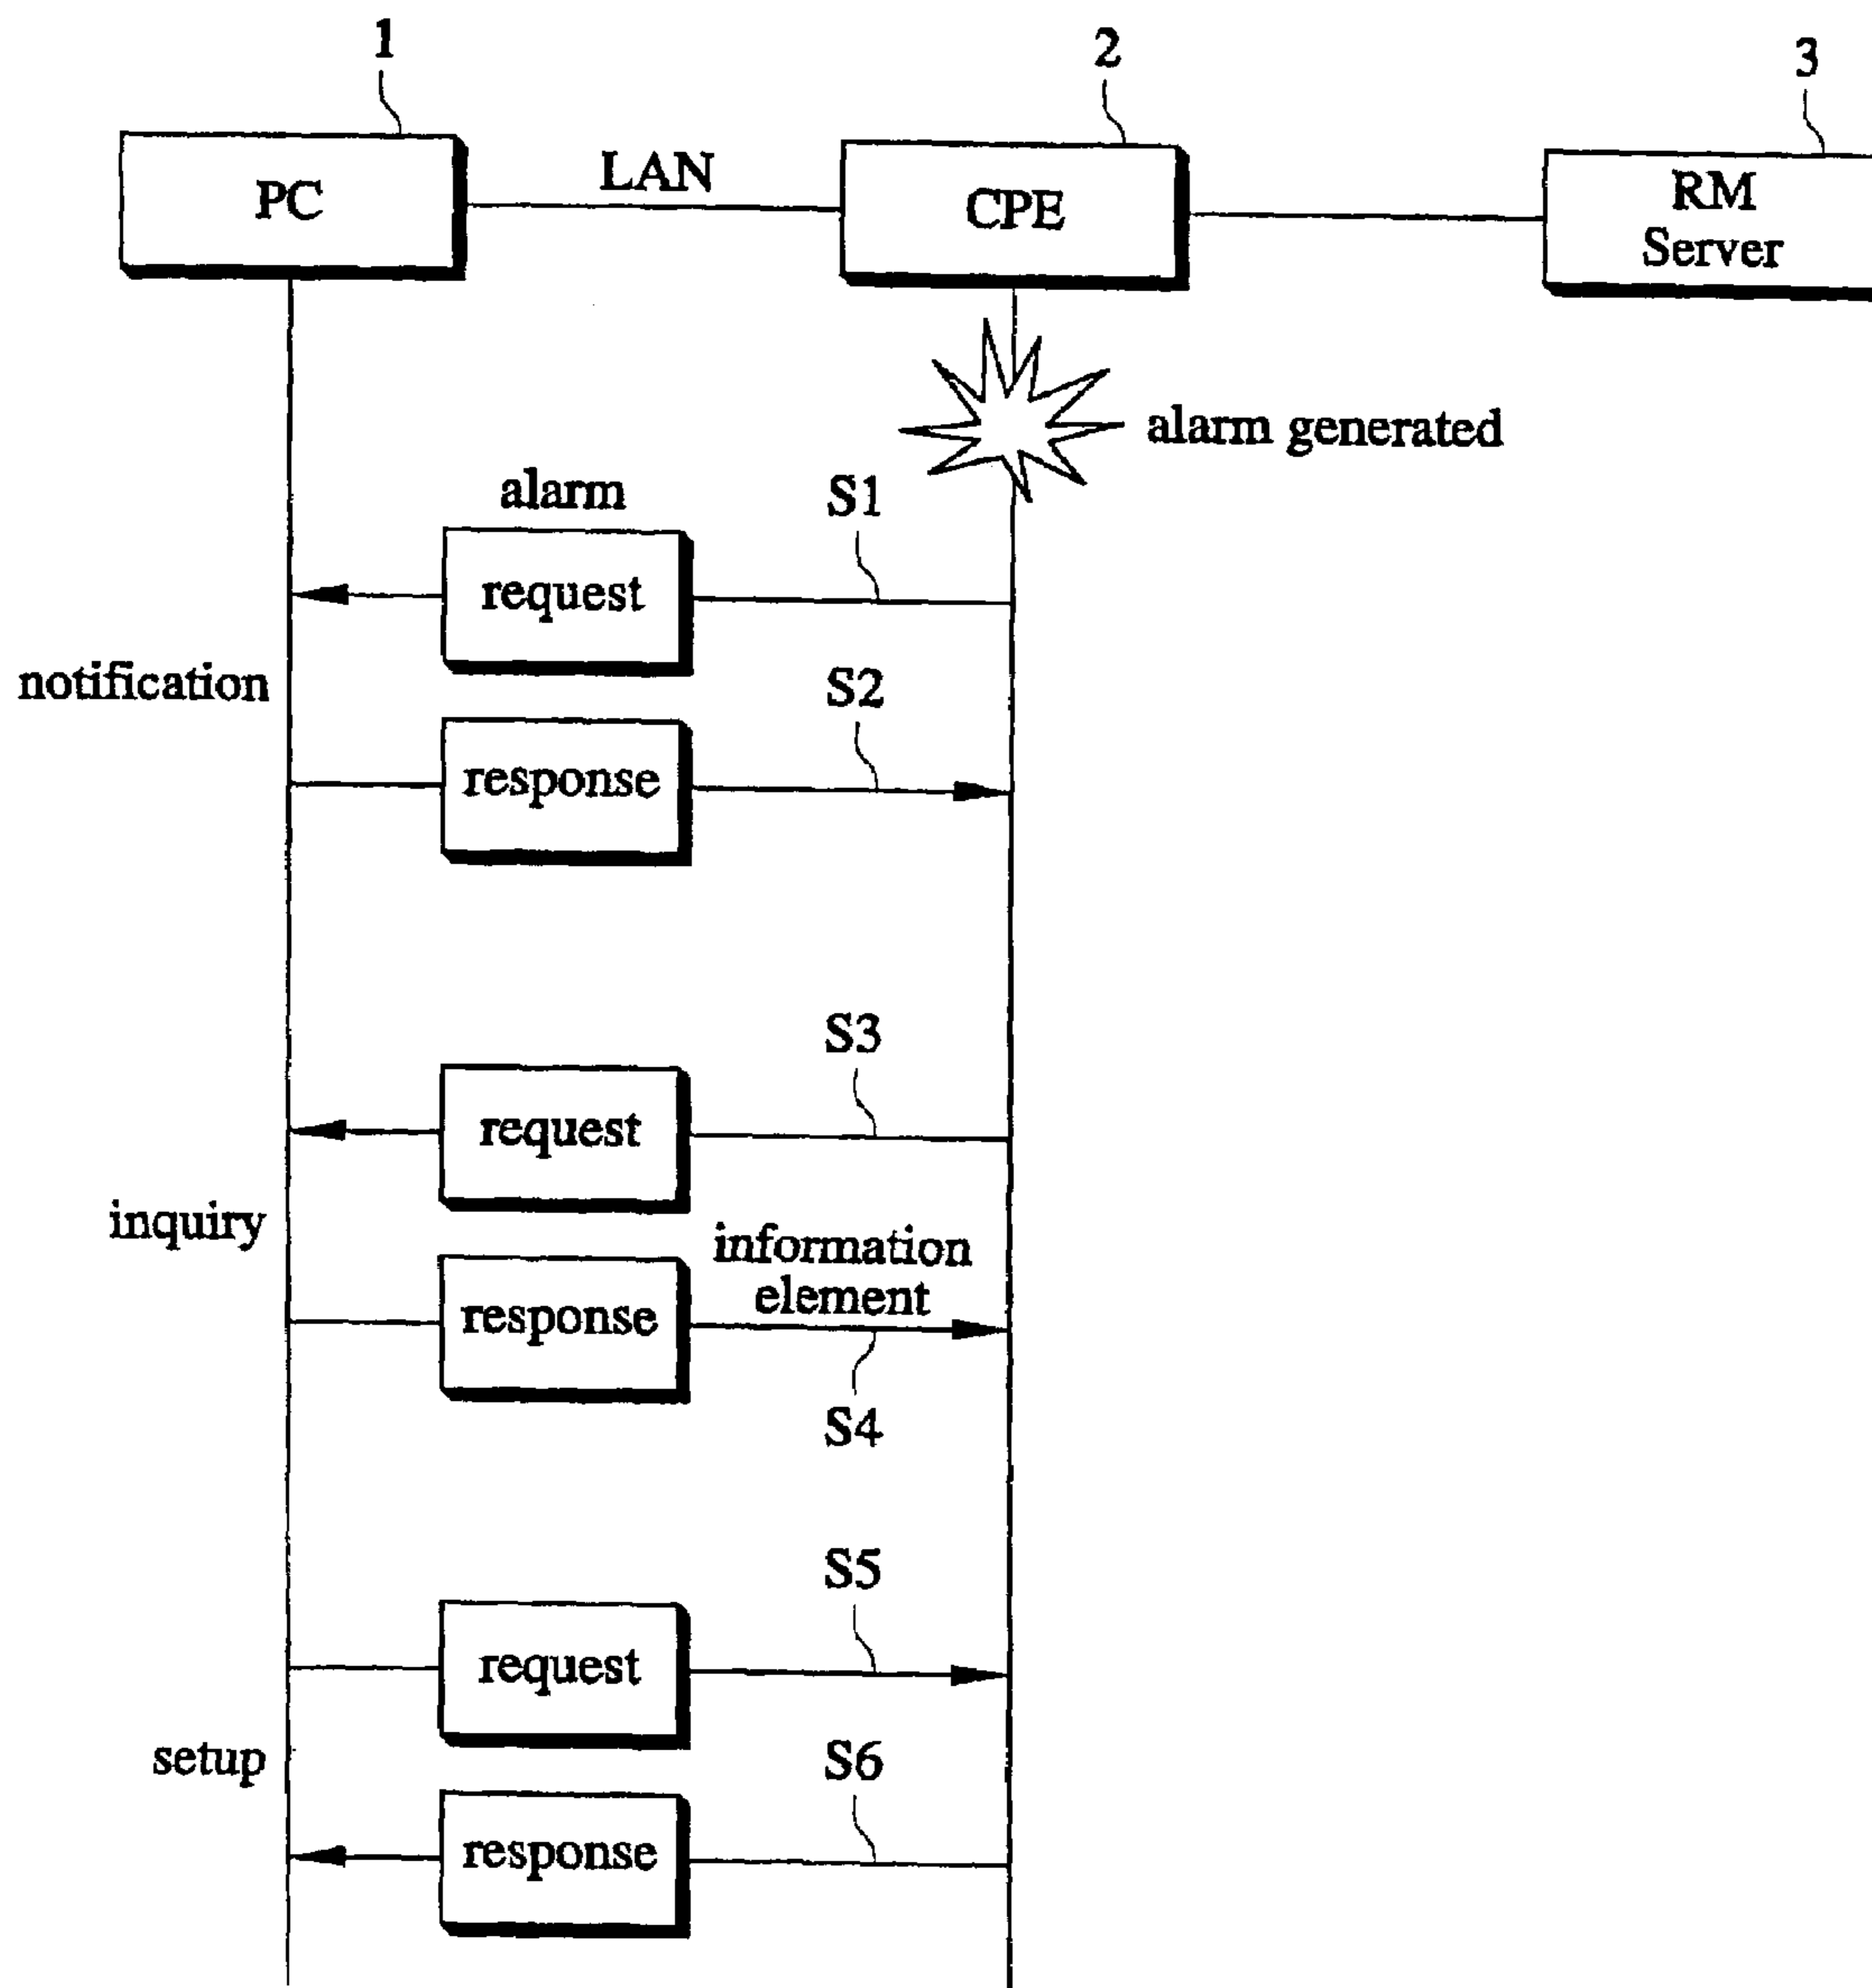 1
2
3
PC
LAN
CPE
RM
Server
alarm generated
alarm
S1
request
notification
S2
response
S3
request
inquiry
information
element
response
S4
S5
request
setup
S6
response